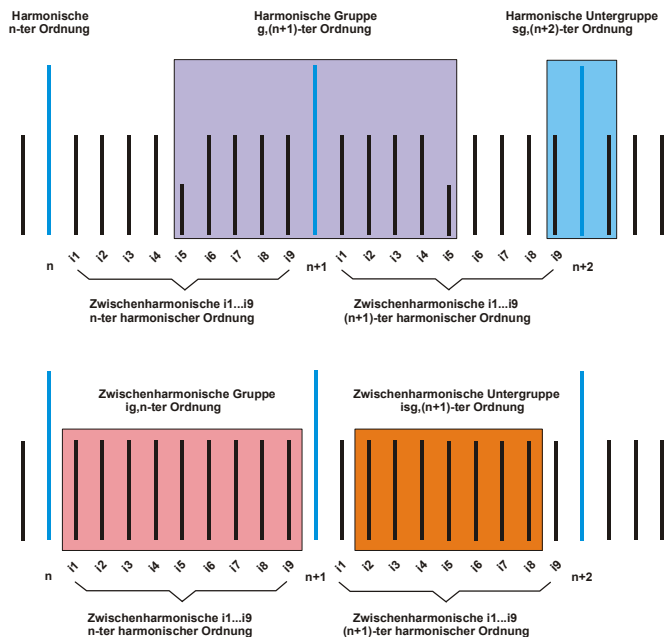 Harmonische
n-ter Ordnung
Harmonische Gruppe
g,(n+1)-ter Ordnung
Harmonische Untergruppe
sg,(n+2)-ter Ordnung
n i1 i2 i3 i4 i5 i6 i7 i8 i9 n+1 i1 i2 i3 i4 i5 i6 i7 i8 i9 n+2
Zwischenharmonische i1...i9
n-ter harmonischer Ordnung
Zwischenharmonische i1...i9
(n+1)-ter harmonischer Ordnung
Zwischenharmonische Gruppe
ig,n-ter Ordnung
Zwischenharmonische Untergruppe
isg,(n+1)-ter Ordnung
n i1 i2 i3 i4 i5 i6 i7 i8 i9 n+1 i1 i2 i3 i4 i5 i6 i7 i8 i9 n+2
Zwischenharmonische i1...i9
n-ter harmonischer Ordnung
Zwischenharmonische i1...i9
(n+1)-ter harmonischer Ordnung